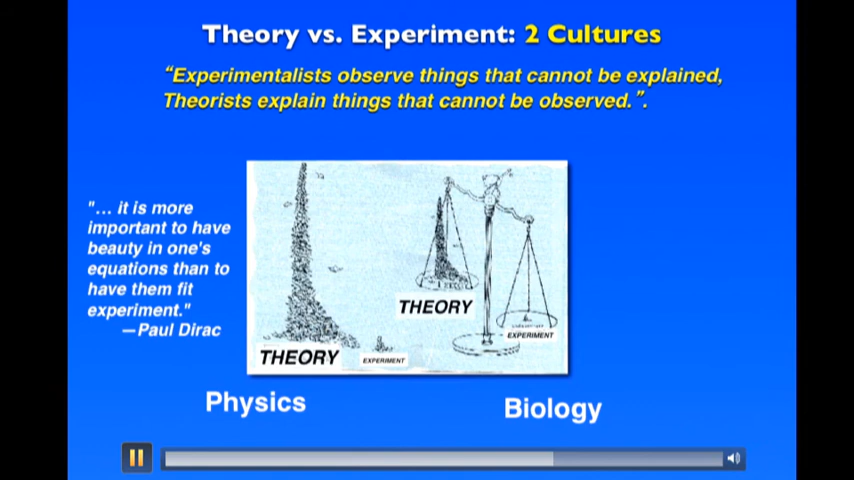 Theory vs. Experiment: 2 Cultures
“Experimentalists observe things that cannot be explained,
Theorists explain things that cannot be observed.”.
"... it is more
important to have
beauty in one's
equations than to
have them fit
experiment."
—Paul Dirac
THEORY
EXPERIMENT
THEORY
EXPERIMENT
Physics
Biology